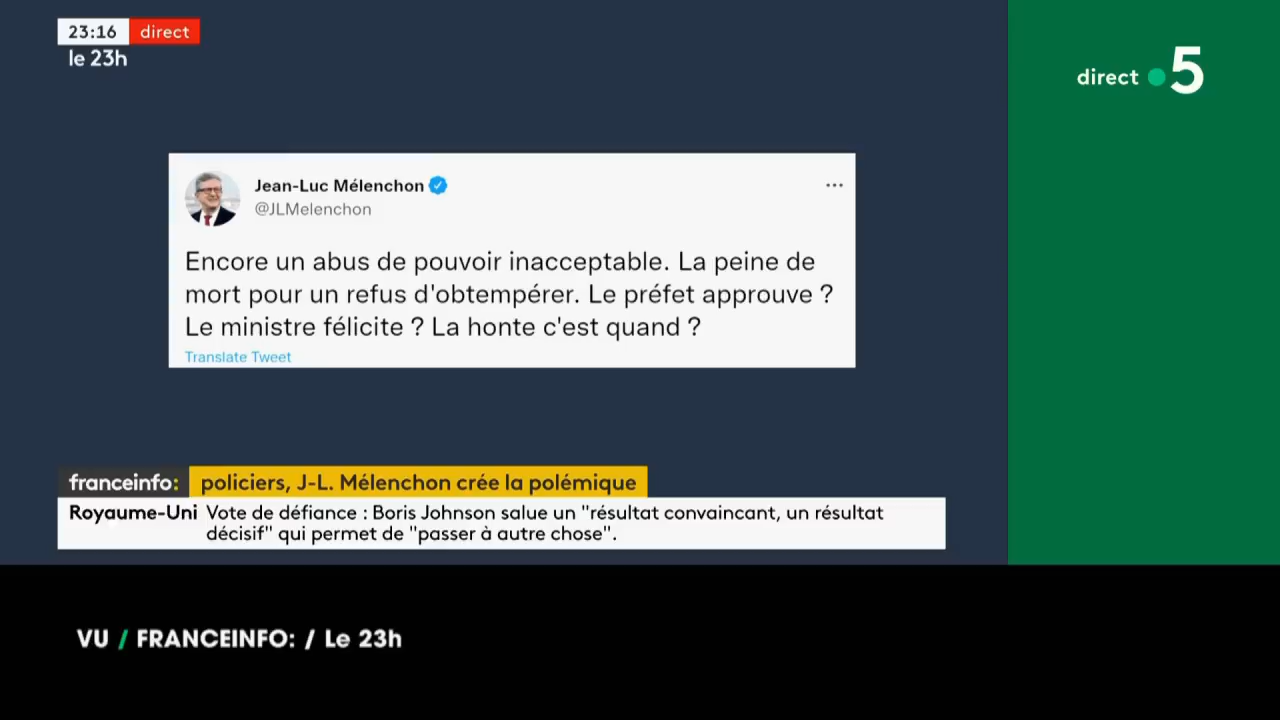 23:16 direct
le 23h
direct 5
Jean-Luc Mélenchon
@JLMelenchon
Encore un abus de pouvoir inacceptable. La peine de
mort pour un refus d'obtempérer. Le préfet approuve ?
Le ministre félicite ? La honte c'est quand ?
Translate Tweet
franceinfo: policiers, J-L. Mélenchon crée la polémique
Royaume-Uni Vote de défiance : Boris Johnson salue un "résultat convaincant, un résultat
décisif" qui permet de "passer à autre chose".
VU / FRANCEINFO: / Le 23h